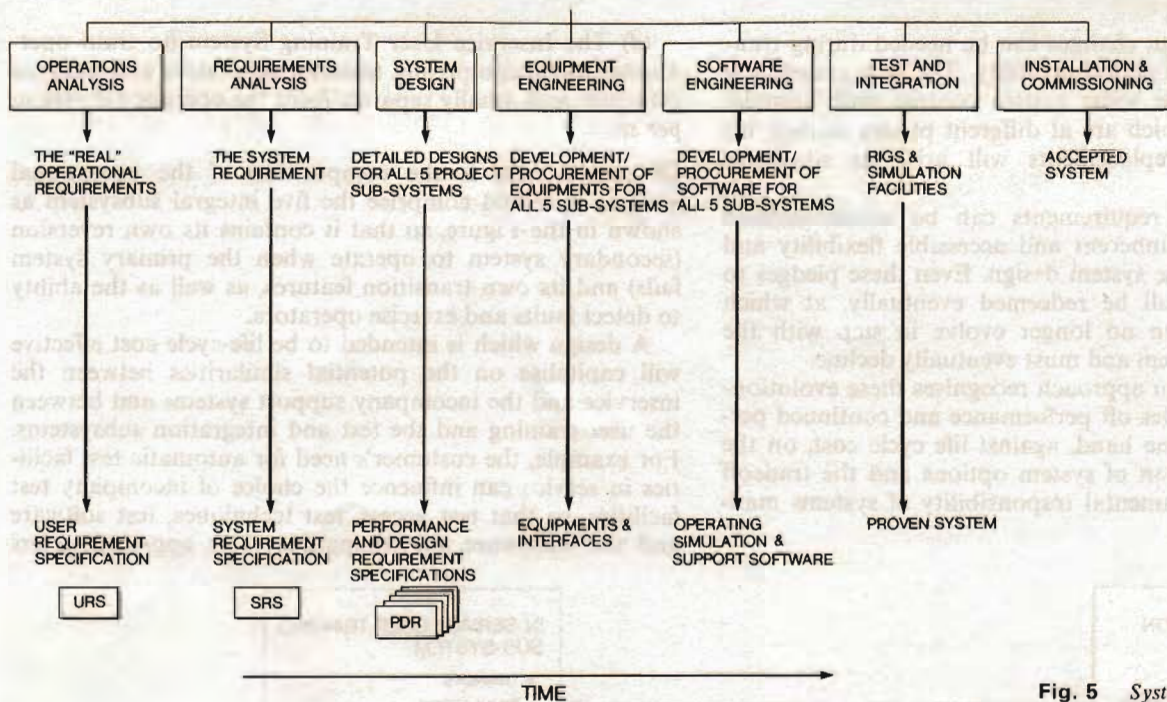 OPERATIONS
ANALYSIS
REQUIREMENTS
ANALYSIS
SYSTEM
DESIGN
EQUIPMENT
ENGINEERING
SOFTWARE
ENGINEERING
TEST AND
INTEGRATION
INSTALLATION &
COMMISSIONING
THE "REAL"
OPERATIONAL
REQUIREMENTS
THE SYSTEM
REQUIREMENT
DETAILED DESIGNS
FOR ALL 5 PROJECT
SUB-SYSTEMS
DEVELOPMENT/
PROCUREMENT OF
EQUIPMENTS FOR
ALL 5 SUB-SYSTEMS
DEVELOPMENT/
PROCUREMENT OF
SOFTWARE FOR
ALL 5 SUB-SYSTEMS
RIGS &
SIMULATION
FACILITIES
ACCEPTED
SYSTEM
USER
REQUIREMENT
SPECIFICATION
URS
SYSTEM
REQUIREMENT
SPECIFICATION
SRS
PERFORMANCE
AND DESIGN
REQUIREMENT
SPECIFICATIONS
PDR
EQUIPMENTS &
INTERFACES
OPERATING
SIMULATION &
SUPPORT SOFTWARE
PROVEN SYSTEM
TIME
Fig. 5 Syst